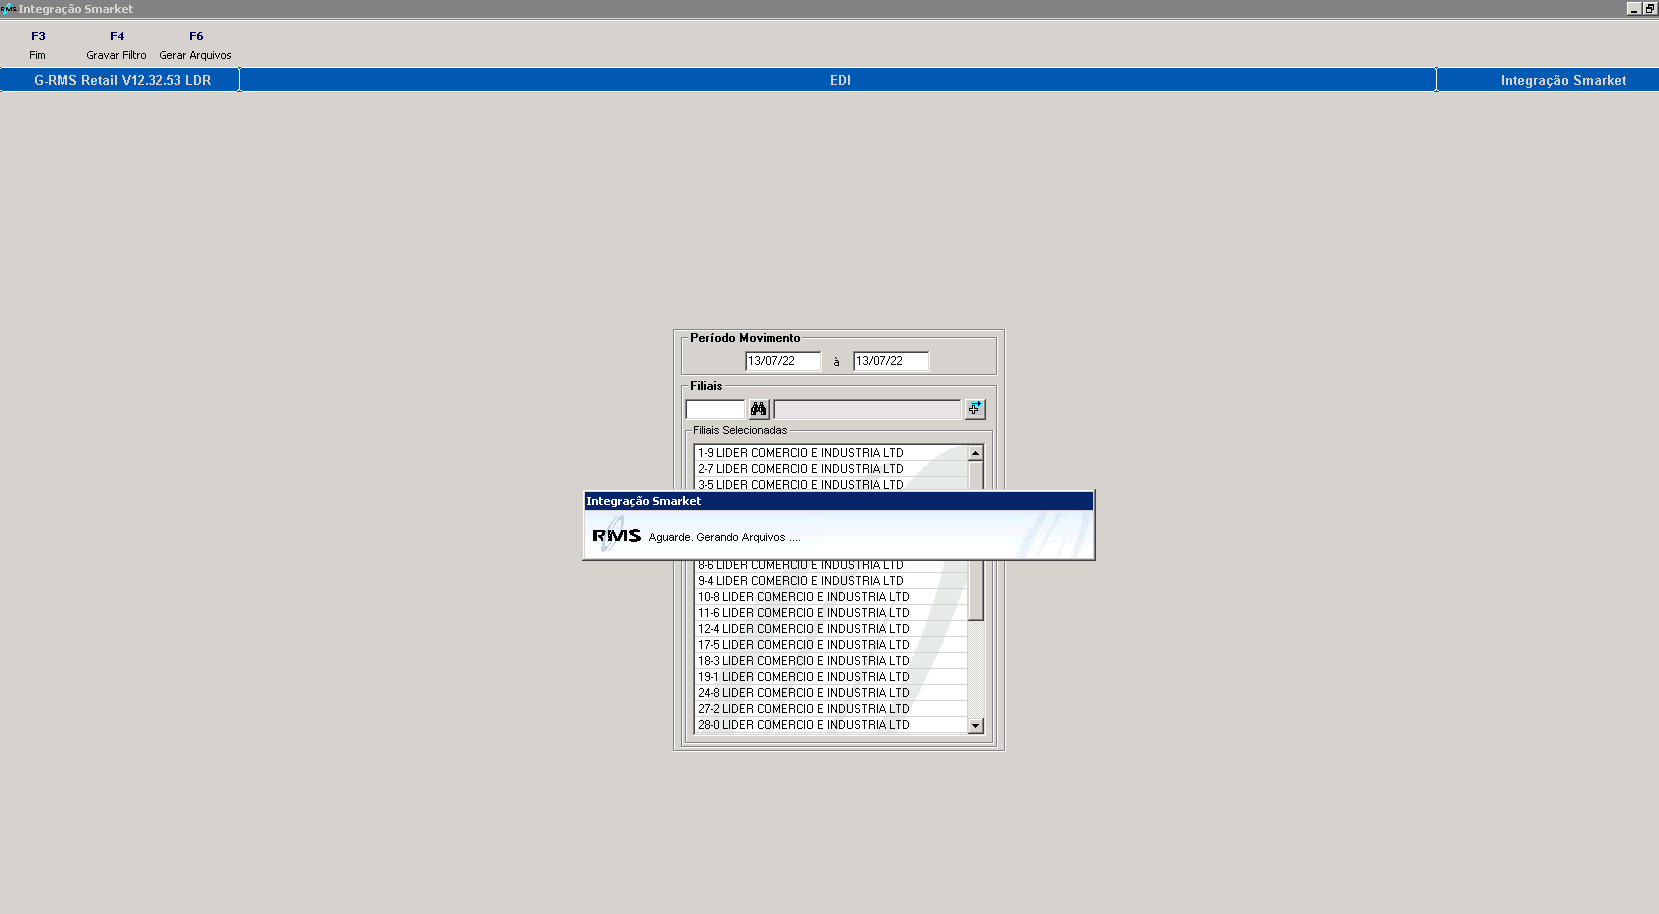 RMS Integração Smarket
F3 F4 F6
Fim Gravar Filtro Gerar Arquivos
G-RMS Retail V12.32.53 LDR EDI Integração Smarket
Período Movimento
13/07/22 à 13/07/22
Filiais
Filiais Selecionadas
1-9 LIDER COMERCIO E INDUSTRIA LTD
2-7 LIDER COMERCIO E INDUSTRIA LTD
3-5 LIDER COMERCIO E INDUSTRIA LTD
Integração Smarket
RMS Aguarde. Gerando Arquivos ....
8-6 LIDER COMERCIO E INDUSTRIA LTD
9-4 LIDER COMERCIO E INDUSTRIA LTD
10-8 LIDER COMERCIO E INDUSTRIA LTD
11-6 LIDER COMERCIO E INDUSTRIA LTD
12-4 LIDER COMERCIO E INDUSTRIA LTD
17-5 LIDER COMERCIO E INDUSTRIA LTD
18-3 LIDER COMERCIO E INDUSTRIA LTD
19-1 LIDER COMERCIO E INDUSTRIA LTD
24-8 LIDER COMERCIO E INDUSTRIA LTD
27-2 LIDER COMERCIO E INDUSTRIA LTD
28-0 LIDER COMERCIO E INDUSTRIA LTD